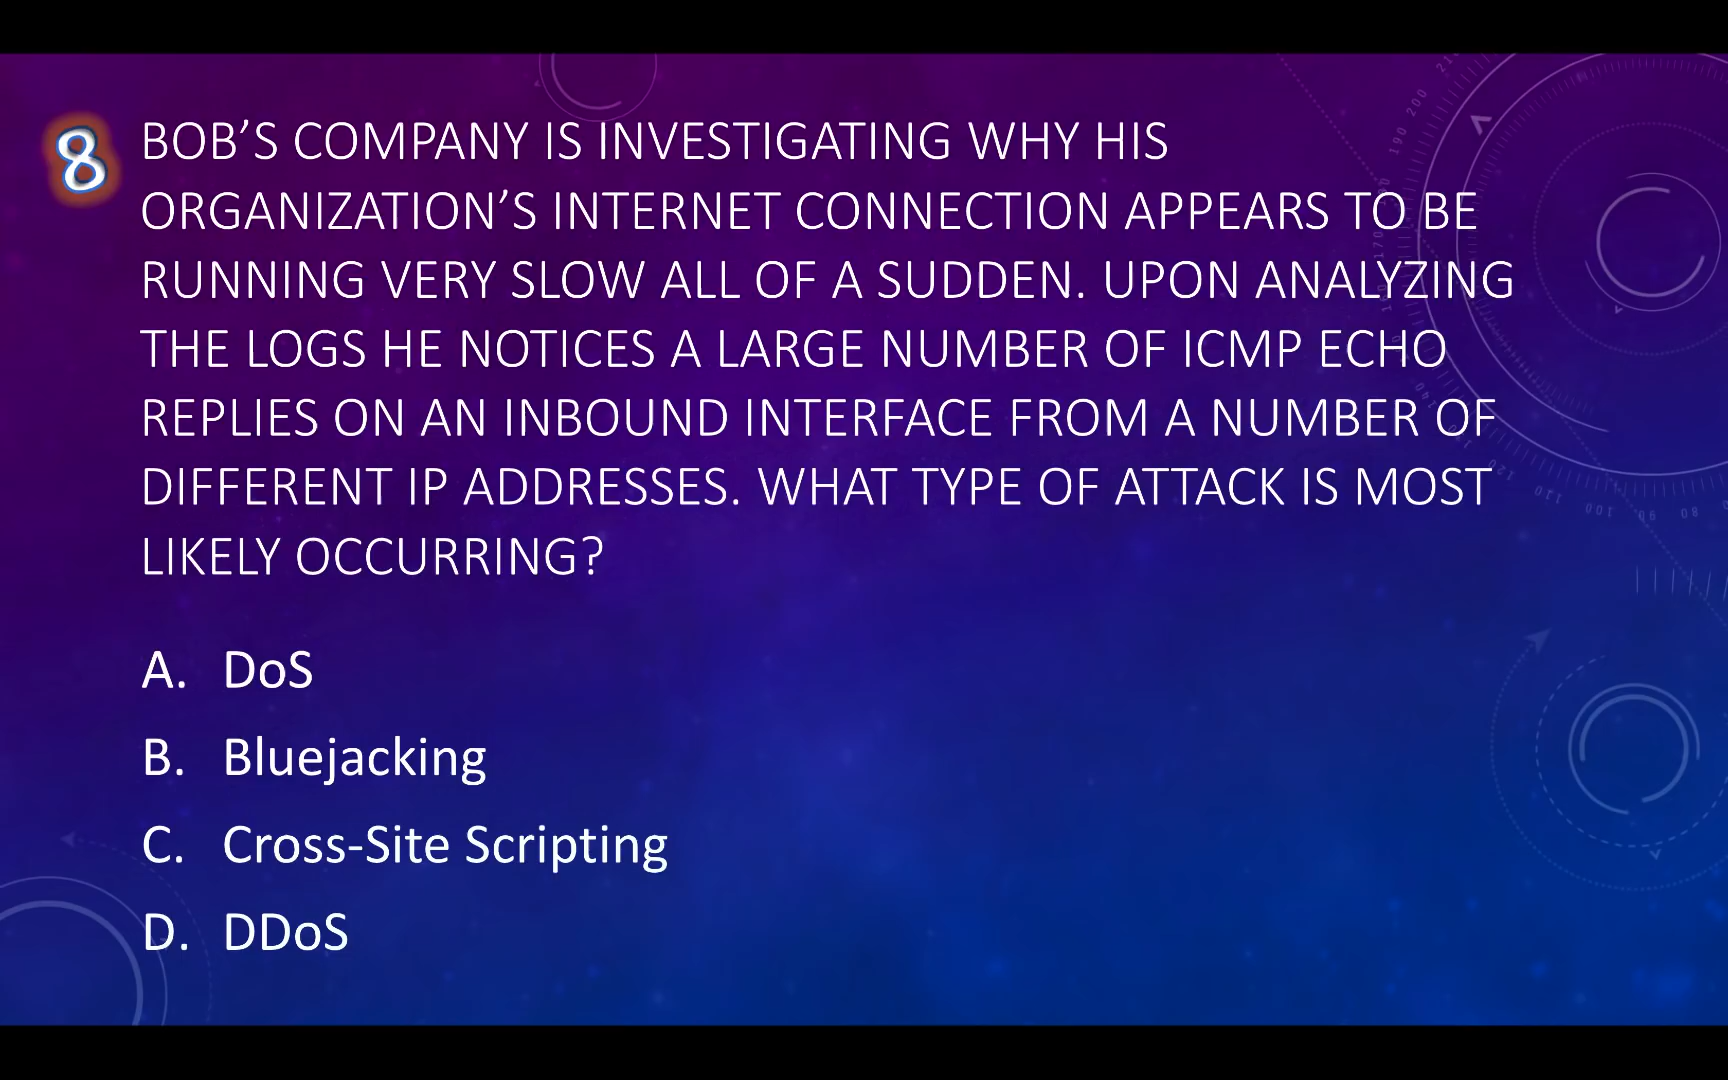 8
BOB’S COMPANY IS INVESTIGATING WHY HIS
ORGANIZATION’S INTERNET CONNECTION APPEARS TO BE
RUNNING VERY SLOW ALL OF A SUDDEN. UPON ANALYZING
THE LOGS HE NOTICES A LARGE NUMBER OF ICMP ECHO
REPLIES ON AN INBOUND INTERFACE FROM A NUMBER OF
DIFFERENT IP ADDRESSES. WHAT TYPE OF ATTACK IS MOST
LIKELY OCCURRING?
A. DoS
B. Bluejacking
C. Cross-Site Scripting
D. DDoS